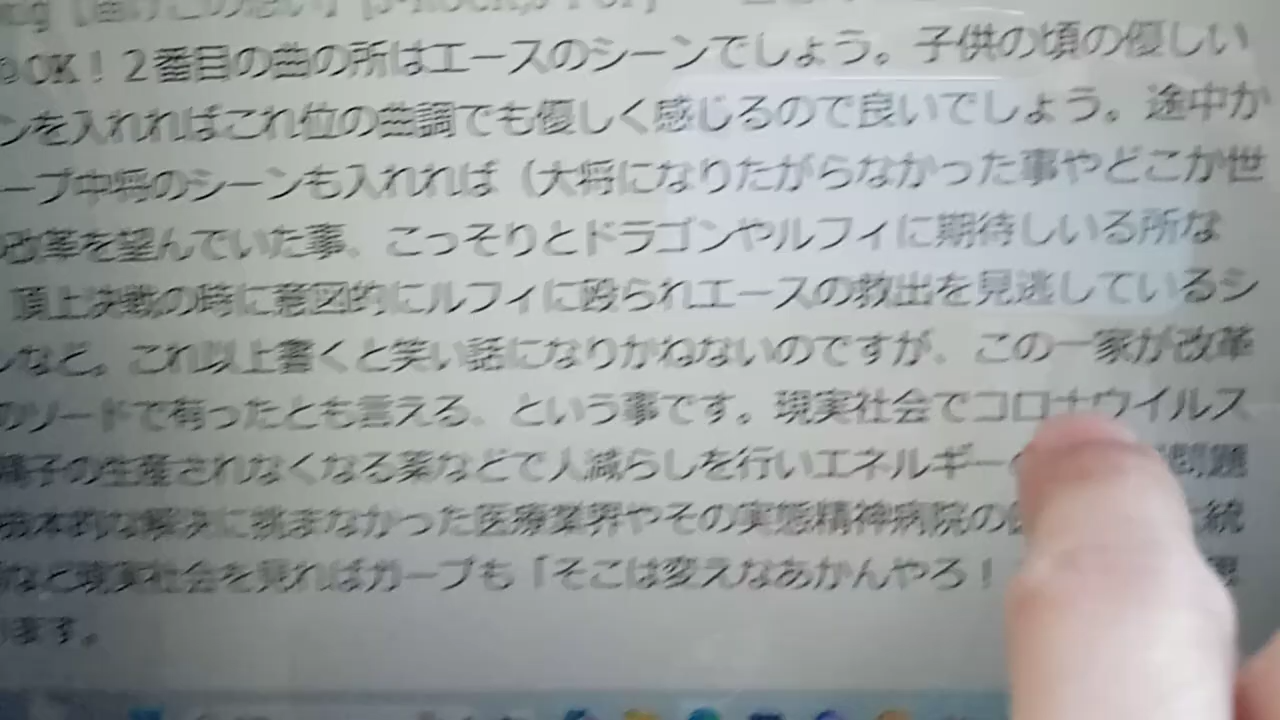 OK！２番目の曲の所はエースのシーンでしょう。子供の頃の優しい
ンを入れればこれ位の曲調でも優しく感じるので良いでしょう。途中か
ープ中将のシーンも入れれば（大将になりたがらなかった事やどこか世
改革を望んでいた事、こっそりとドラゴンやルフィに期待しいる所な
頂上決戦の時に意図的にルフィに殴られエースの救出を見逃しているシ
など。これ以上書くと笑い話になりかねないのですが、この一家が改革
のソードで有ったとも言える、という事です。現実社会でコロナウイルス
精子の生産されなくなる薬などで人減らしを行いエネルギー 問題
根本的な解決に挑まなかった医療業界やその実態精神病院の 統
など現実社会を見ればガープも「そこは変えなあかんやろ！
ます。